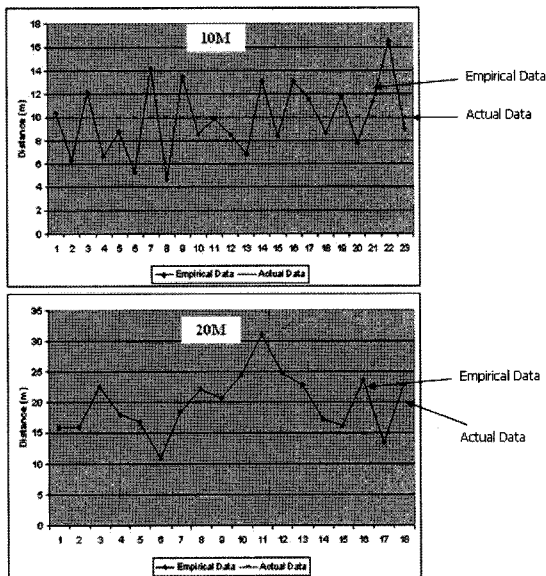 10M
Distance (m)
18
16
14
12
10
8
6
4
2
0
1 2 3 4 5 6 7 8 9 10 11 12 13 14 15 16 17 18 19 20 21 22 23
Empirical Data
Actual Data
Empirical Data Actual Data
20M
Distance (m)
35
30
25
20
15
10
5
0
1 2 3 4 5 6 7 8 9 10 11 12 13 14 15 16 17 18
Empirical Data
Actual Data
Empirical Data Actual Data